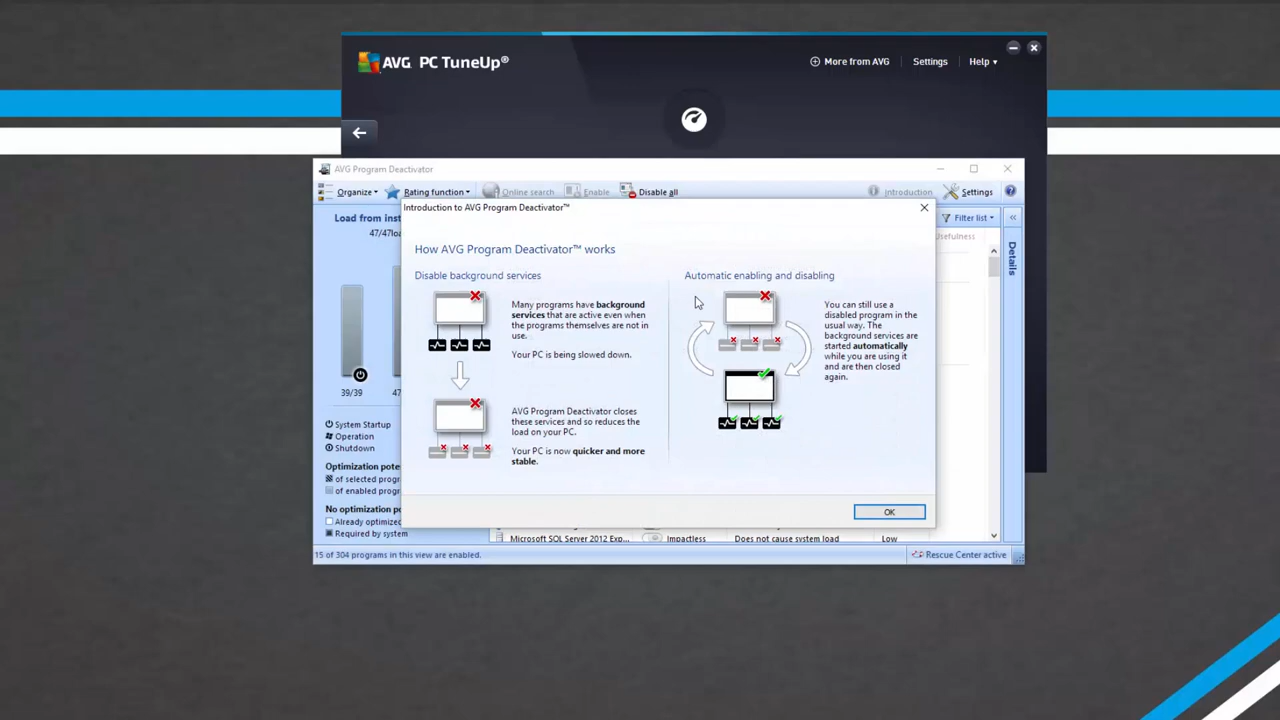 AVG PC TuneUp®
More from AVG
Settings
Help
AVG Program Deactivator
Organize
Rating function
Online search
Enable
Disable all
Introduction
Settings
Load from inst
47/47loa
Filter list
Usefulness
Details
Introduction to AVG Program Deactivator™
How AVG Program Deactivator™ works
Disable background services
Many programs have background
services that are active even when
the programs themselves are not in
use.
Your PC is being slowed down.
AVG Program Deactivator closes
these services and so reduces the
load on your PC.
Your PC is now quicker and more
stable.
Automatic enabling and disabling
You can still use a
disabled program in the
usual way. The
background services are
started automatically
while you are using it
and are then closed
again.
OK
39/39
47
System Startup
Operation
Shutdown
Optimization pote
of selected progr
of enabled progr
No optimization po
Already optimized
Required by system
Microsoft SQL Server 2012 Exp...
Impactless
Does not cause system load
Low
15 of 304 programs in this view are enabled.
Rescue Center active